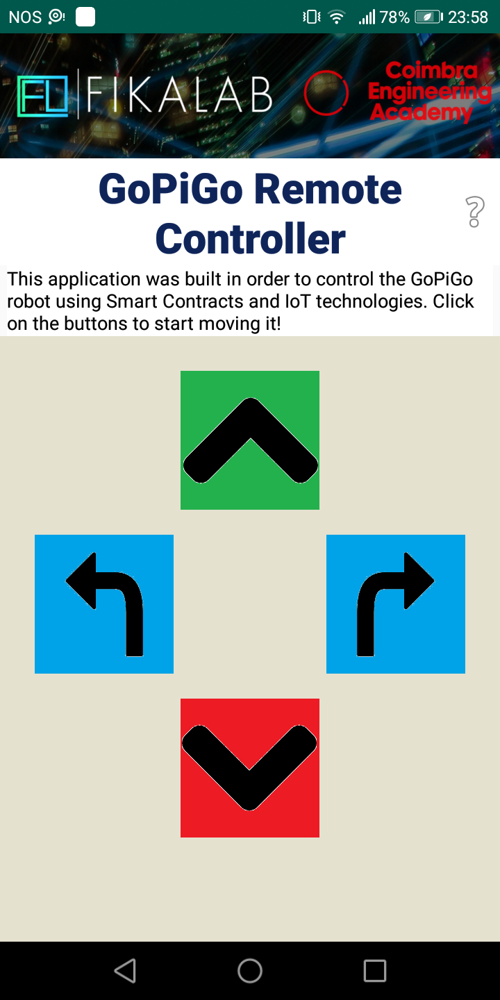 NOS 78% 23:58
FIKALAB
Coimbra
Engineering
Academy
GoPiGo Remote
Controller
?
This application was built in order to control the GoPiGo
robot using Smart Contracts and IoT technologies. Click
on the buttons to start moving it!